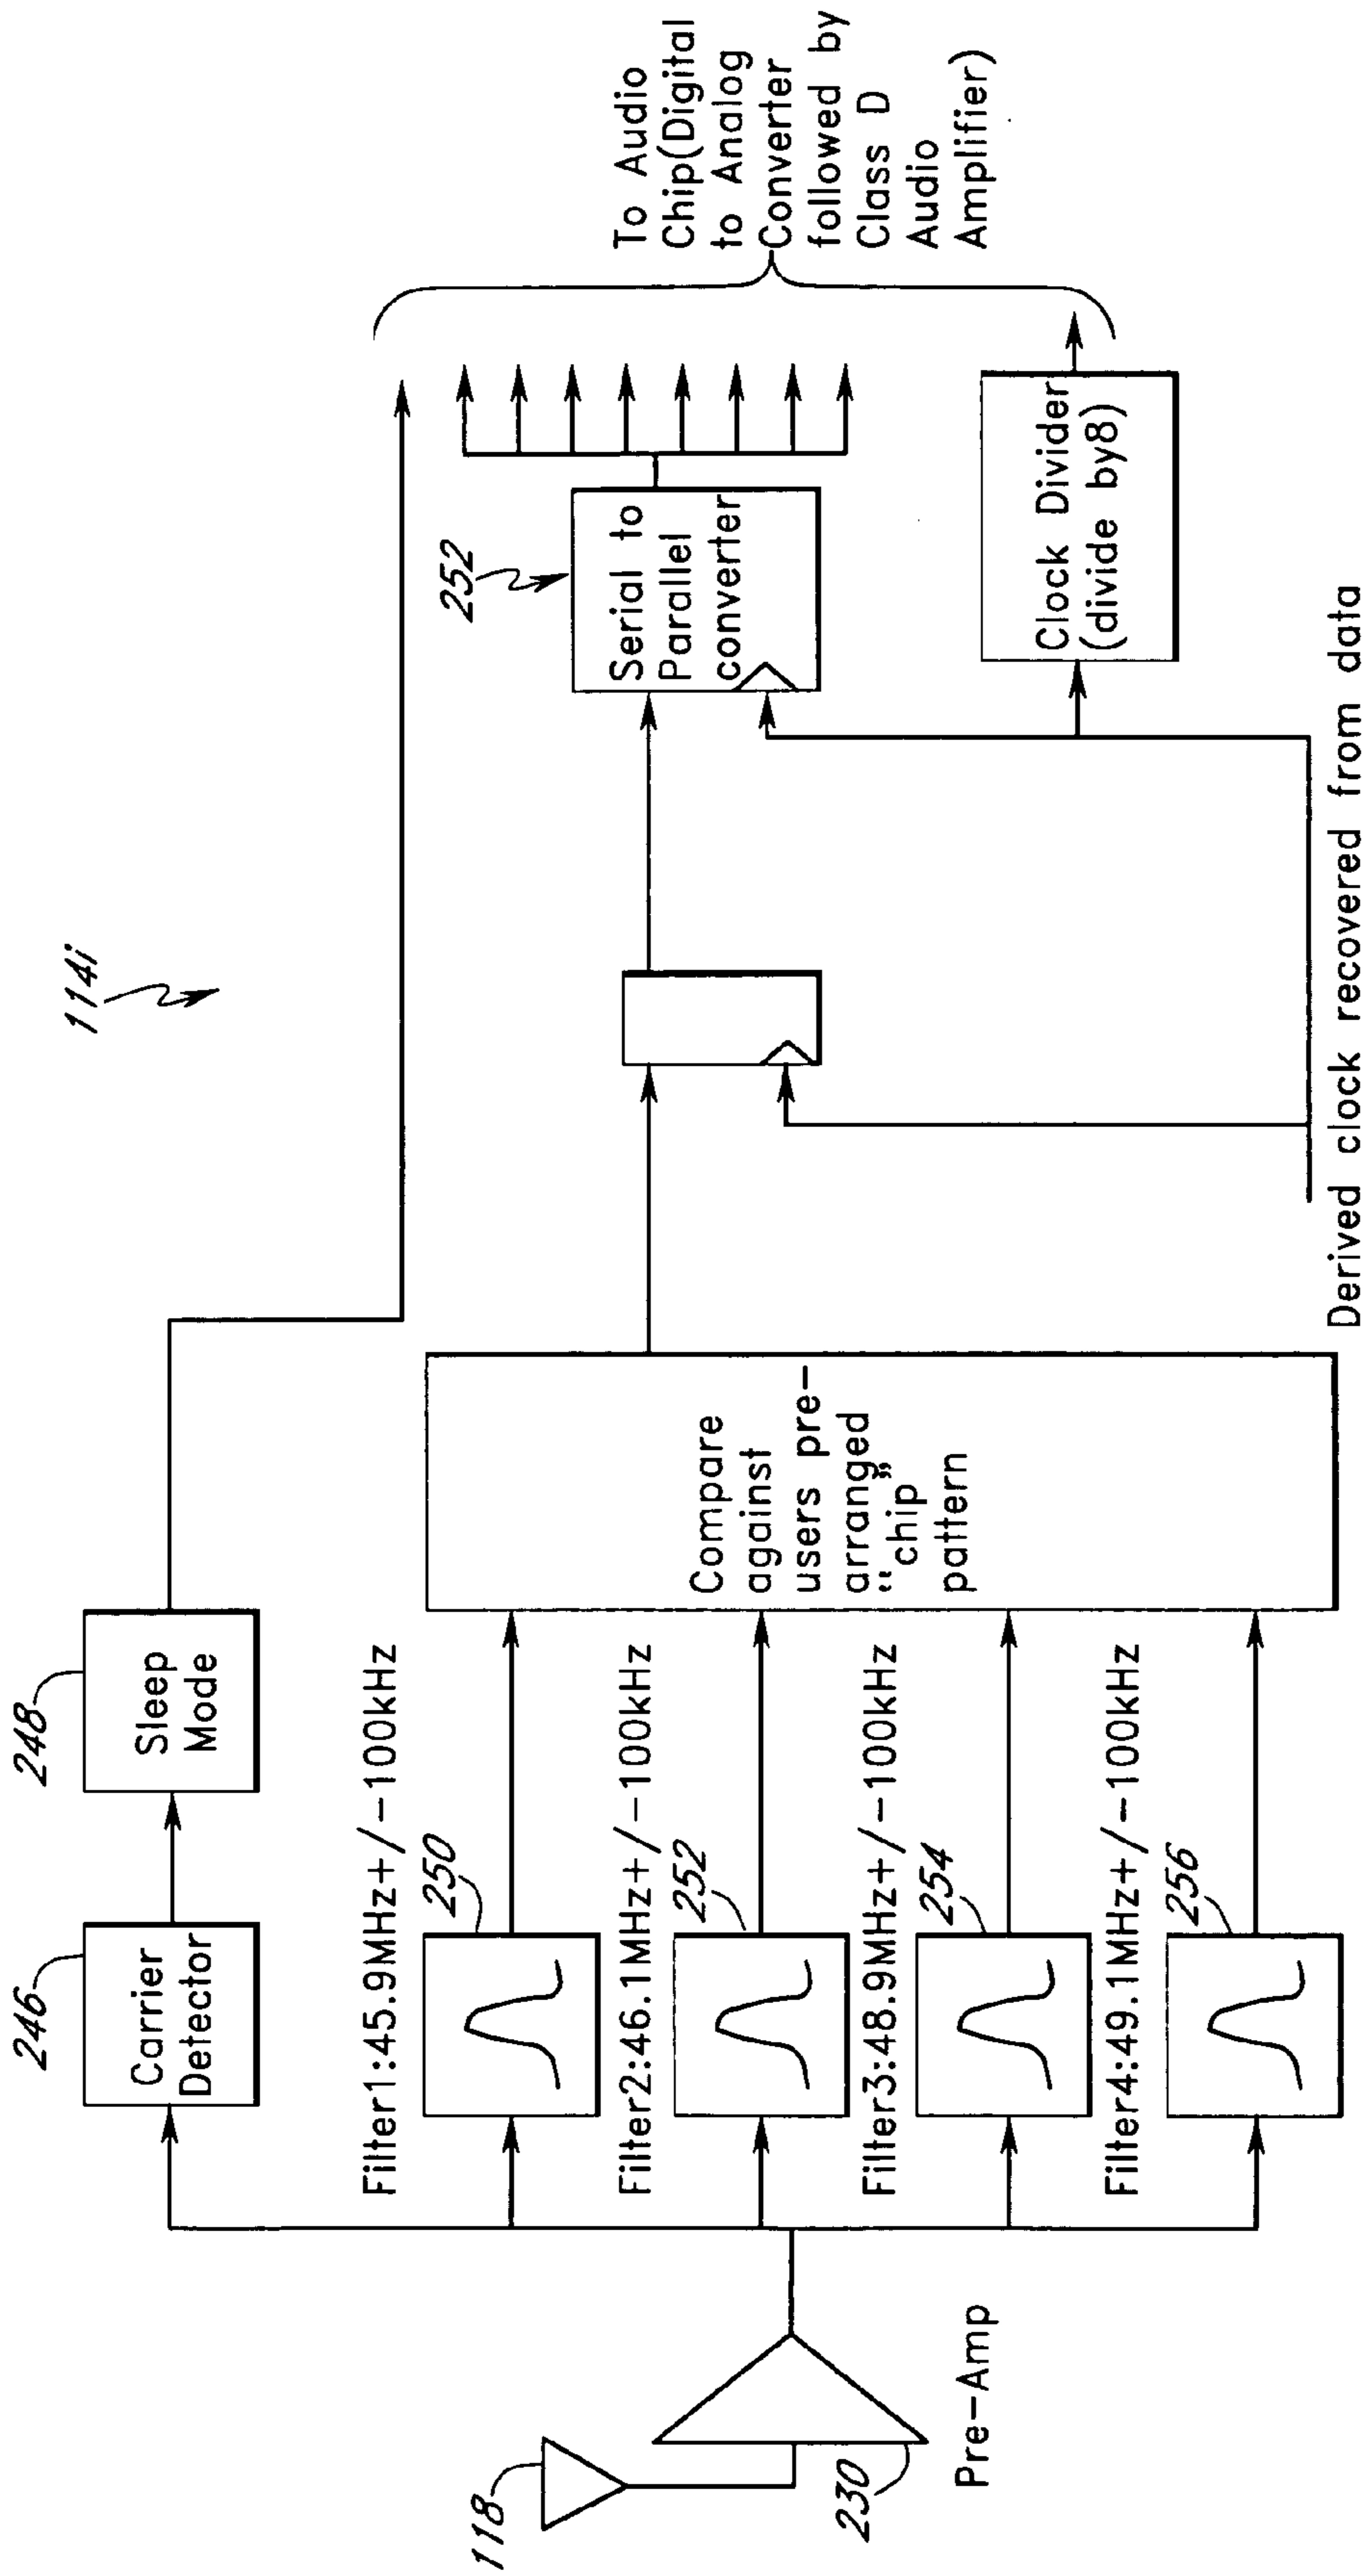 114i
118
230
Pre-Amp
246
Carrier
Detector
248
Sleep
Mode
Filter1:45.9MHz+/-100kHz
250
Filter2:46.1MHz+/-100kHz
252
Filter3:48.9MHz+/-100kHz
254
Filter4:49.1MHz+/-100kHz
256
Compare
against
users pre-
arranged
"chip"
pattern
252
Serial to
Parallel
converter
Clock Divider
(divide by8)
Derived clock recovered from data
To Audio
Chip(Digital
to Analog
Converter
followed by
Class D
Audio
Amplifier)